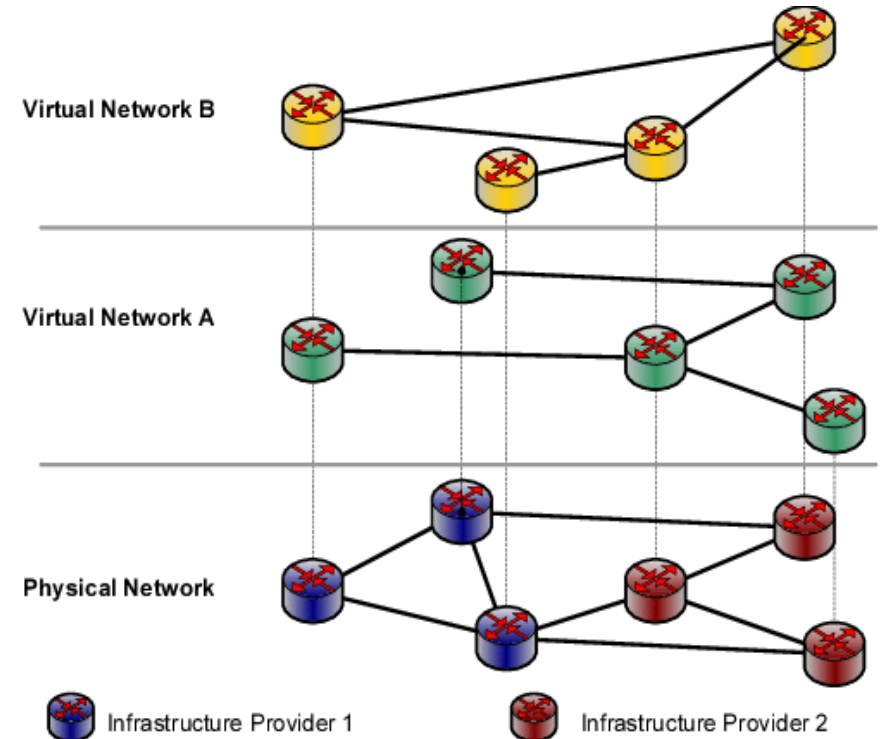 Virtual Network B
Virtual Network A
Physical Network
Infrastructure Provider 1
Infrastructure Provider 2